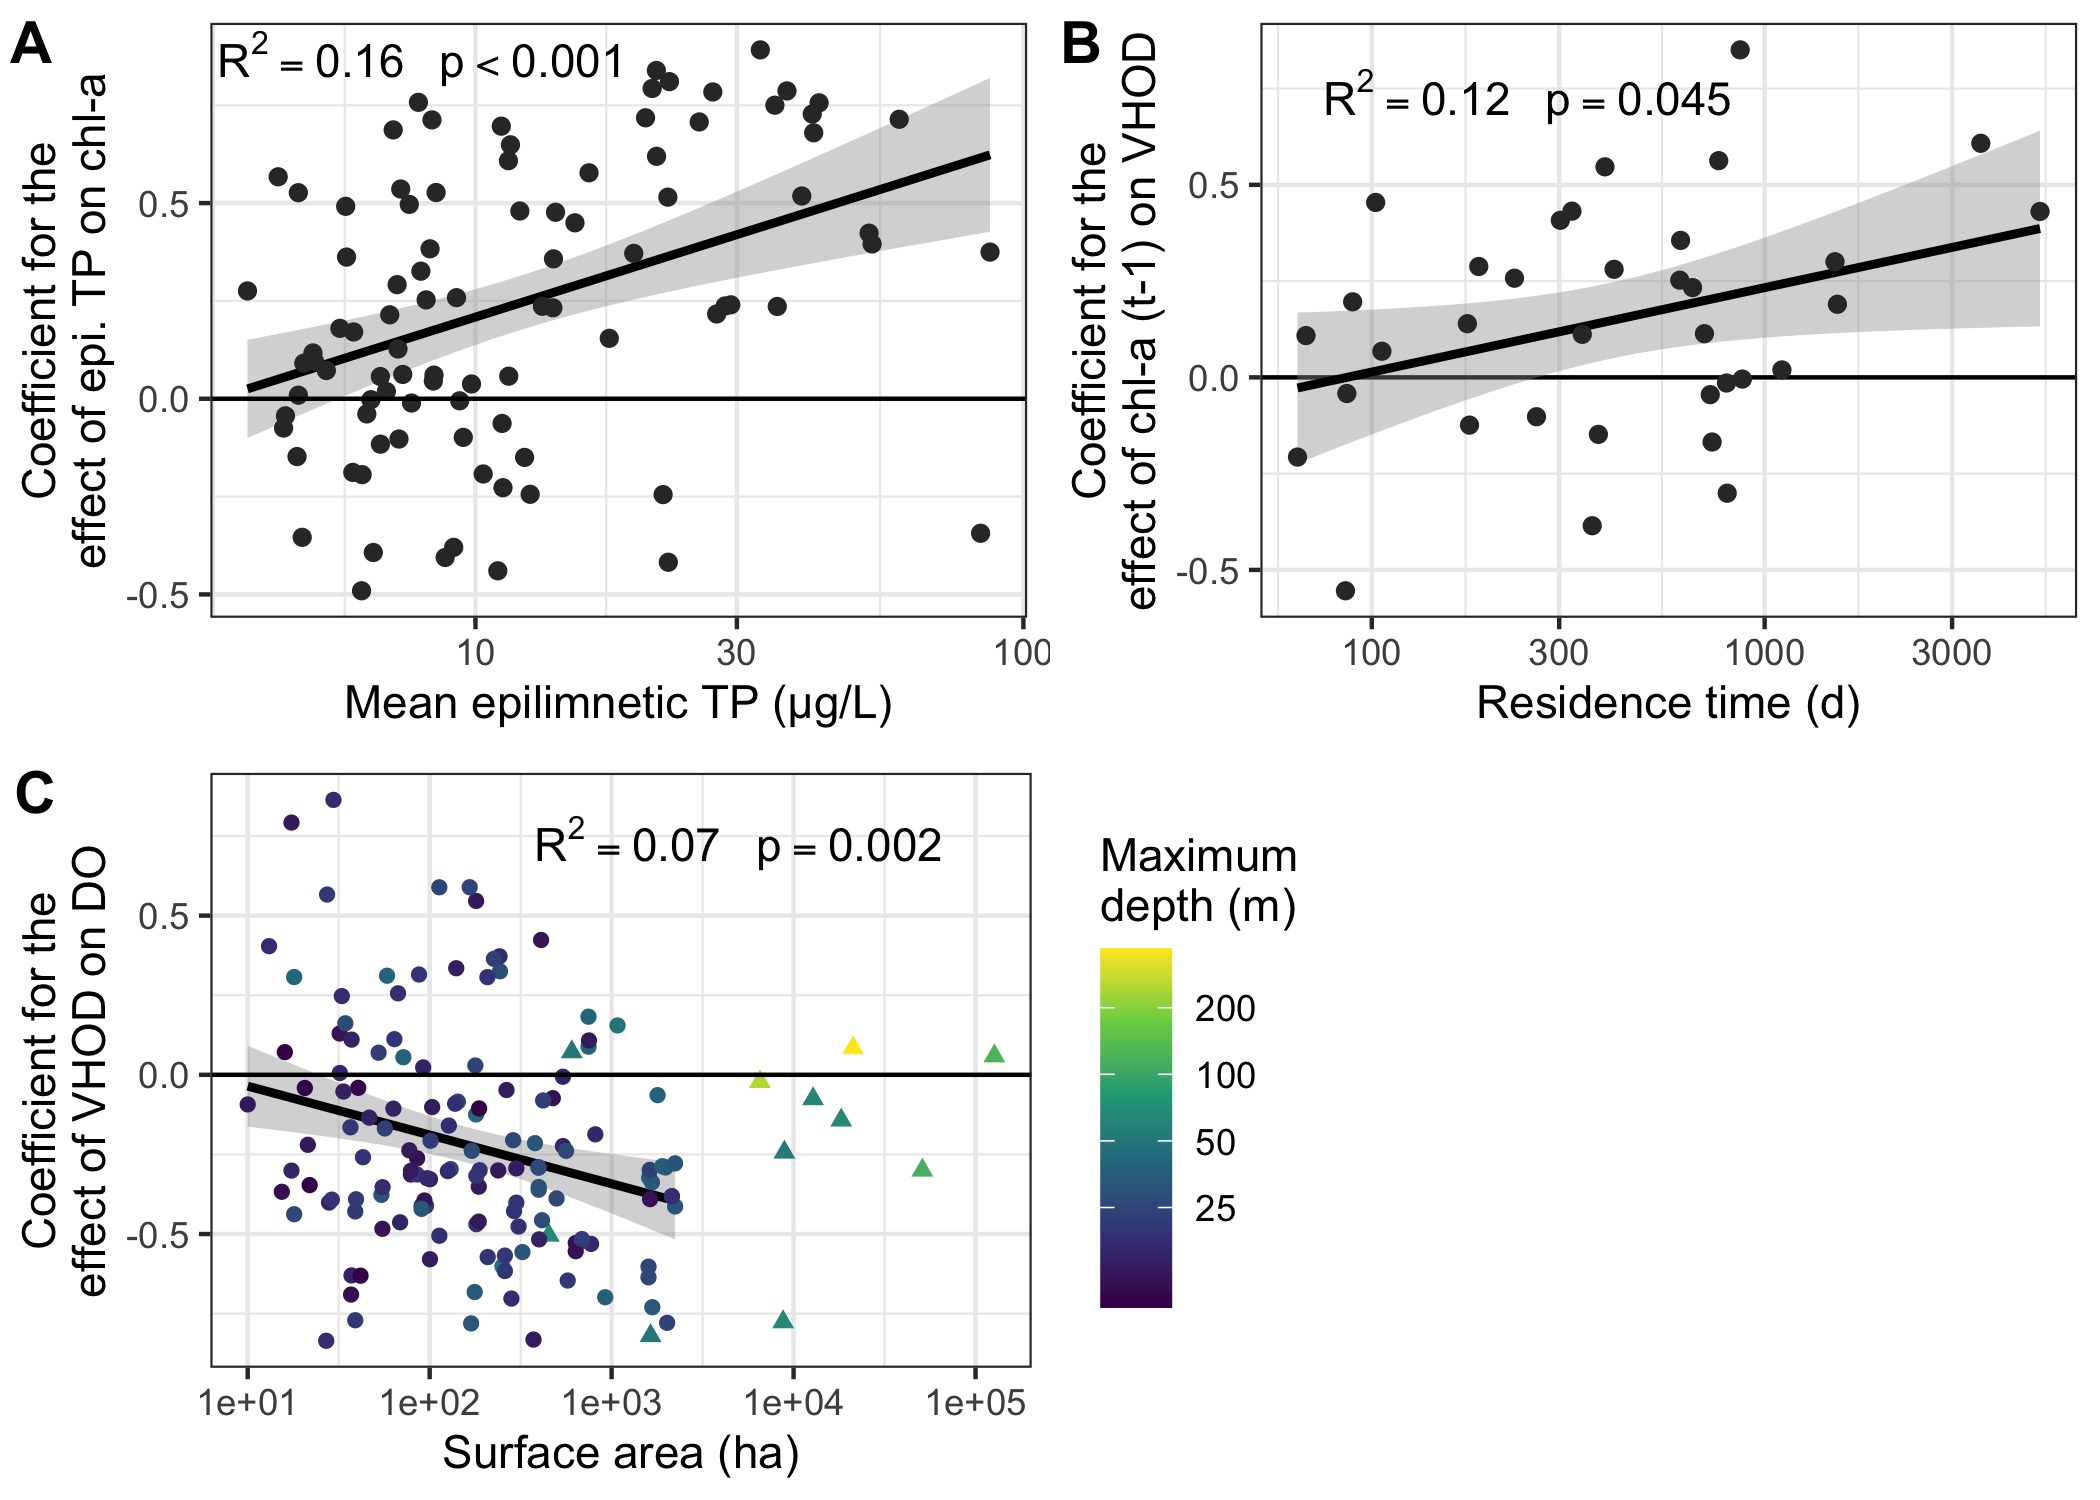 A
R² = 0.16 p < 0.001
Coefficient for the
effect of epi. TP on chl-a
0.5
0.0
-0.5
10 30 100
Mean epilimnetic TP (µg/L)
B
R² = 0.12 p = 0.045
Coefficient for the
effect of chl-a (t-1) on VHOD
0.5
0.0
-0.5
100 300 1000 3000
Residence time (d)
C
R² = 0.07 p = 0.002
Coefficient for the
effect of VHOD on DO
0.5
0.0
-0.5
1e+01 1e+02 1e+03 1e+04 1e+05
Surface area (ha)
Maximum
depth (m)
200
100
50
25